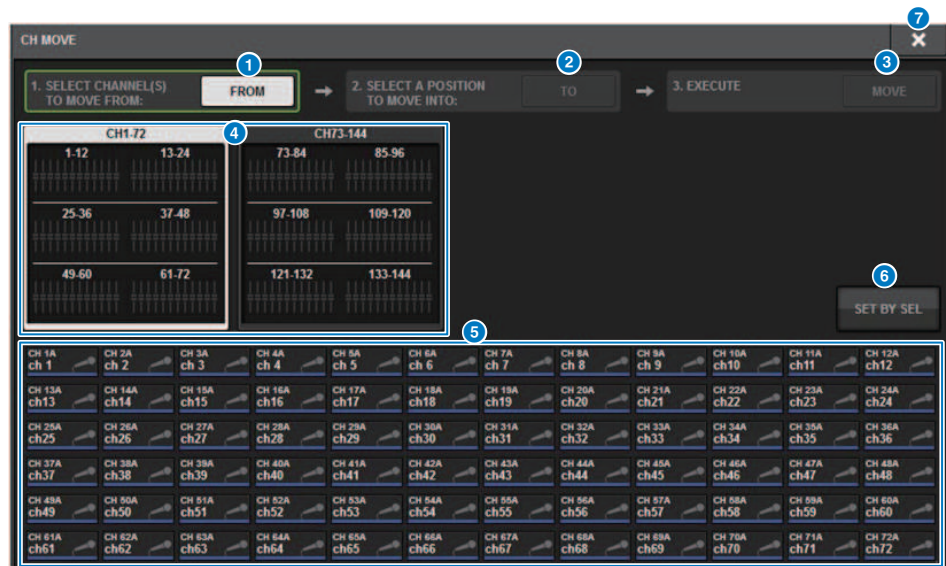 7
CH MOVE
×
1
2
3
1. SELECT CHANNEL(S)
TO MOVE FROM:
FROM
2. SELECT A POSITION
TO MOVE INTO:
TO
3. EXECUTE
MOVE
CH1-72
4
CH73-144
1-12 13-24 73-84 85-96
25-36 37-48 97-108 109-120
49-60 61-72 121-132 133-144
6
SET BY SEL
5
CH 1A CH 2A CH 3A CH 4A CH 5A CH 6A CH 7A CH 8A CH 9A CH 10A CH 11A CH 12A
ch 1 ch 2 ch 3 ch 4 ch 5 ch 6 ch 7 ch 8 ch 9 ch10 ch11 ch12
CH 13A CH 14A CH 15A CH 16A CH 17A CH 18A CH 19A CH 20A CH 21A CH 22A CH 23A CH 24A
ch13 ch14 ch15 ch16 ch17 ch18 ch19 ch20 ch21 ch22 ch23 ch24
CH 25A CH 26A CH 27A CH 28A CH 29A CH 30A CH 31A CH 32A CH 33A CH 34A CH 35A CH 36A
ch25 ch26 ch27 ch28 ch29 ch30 ch31 ch32 ch33 ch34 ch35 ch36
CH 37A CH 38A CH 39A CH 40A CH 41A CH 42A CH 43A CH 44A CH 45A CH 46A CH 47A CH 48A
ch37 ch38 ch39 ch40 ch41 ch42 ch43 ch44 ch45 ch46 ch47 ch48
CH 49A CH 50A CH 51A CH 52A CH 53A CH 54A CH 55A CH 56A CH 57A CH 58A CH 59A CH 60A
ch49 ch50 ch51 ch52 ch53 ch54 ch55 ch56 ch57 ch58 ch59 ch60
CH 61A CH 62A CH 63A CH 64A CH 65A CH 66A CH 67A CH 68A CH 69A CH 70A CH 71A CH 72A
ch61 ch62 ch63 ch64 ch65 ch66 ch67 ch68 ch69 ch70 ch71 ch72